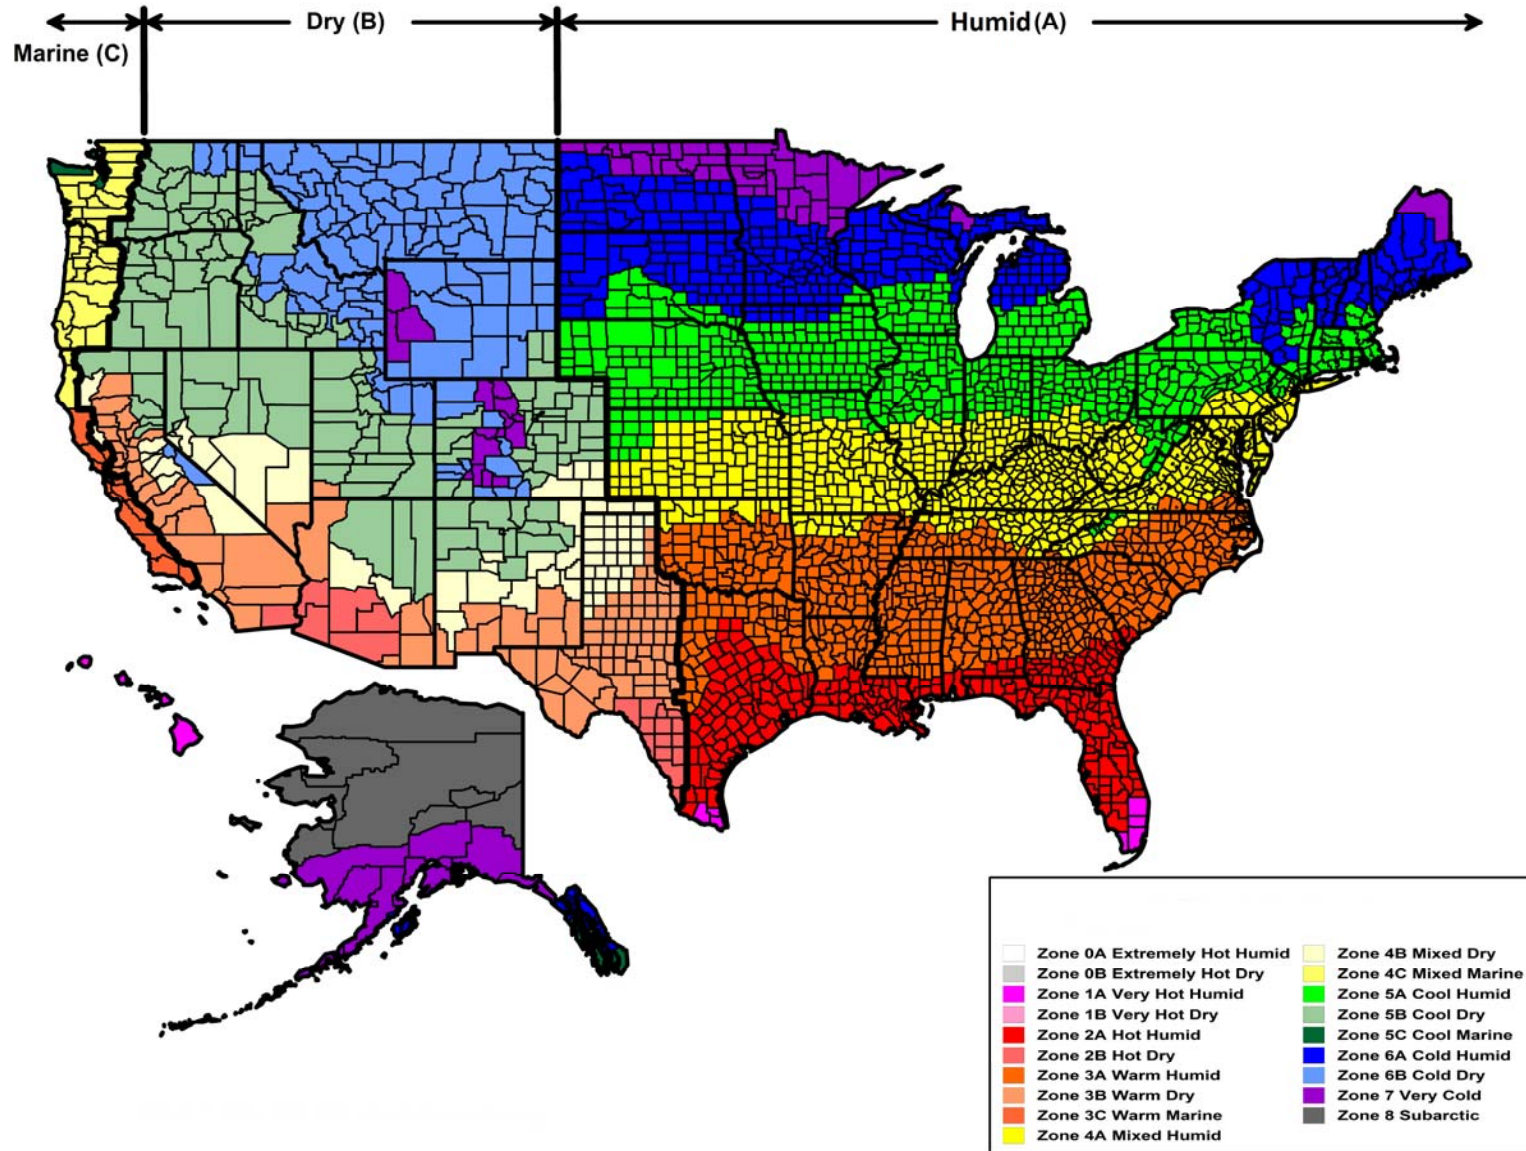 Dry (B)
Humid (A)
Marine (C)
Zone 0A Extremely Hot Humid
Zone 0B Extremely Hot Dry
Zone 1A Very Hot Humid
Zone 1B Very Hot Dry
Zone 2A Hot Humid
Zone 2B Hot Dry
Zone 3A Warm Humid
Zone 3B Warm Dry
Zone 3C Warm Marine
Zone 4A Mixed Humid
Zone 4B Mixed Dry
Zone 4C Mixed Marine
Zone 5A Cool Humid
Zone 5B Cool Dry
Zone 5C Cool Marine
Zone 6A Cold Humid
Zone 6B Cold Dry
Zone 7 Very Cold
Zone 8 Subarctic